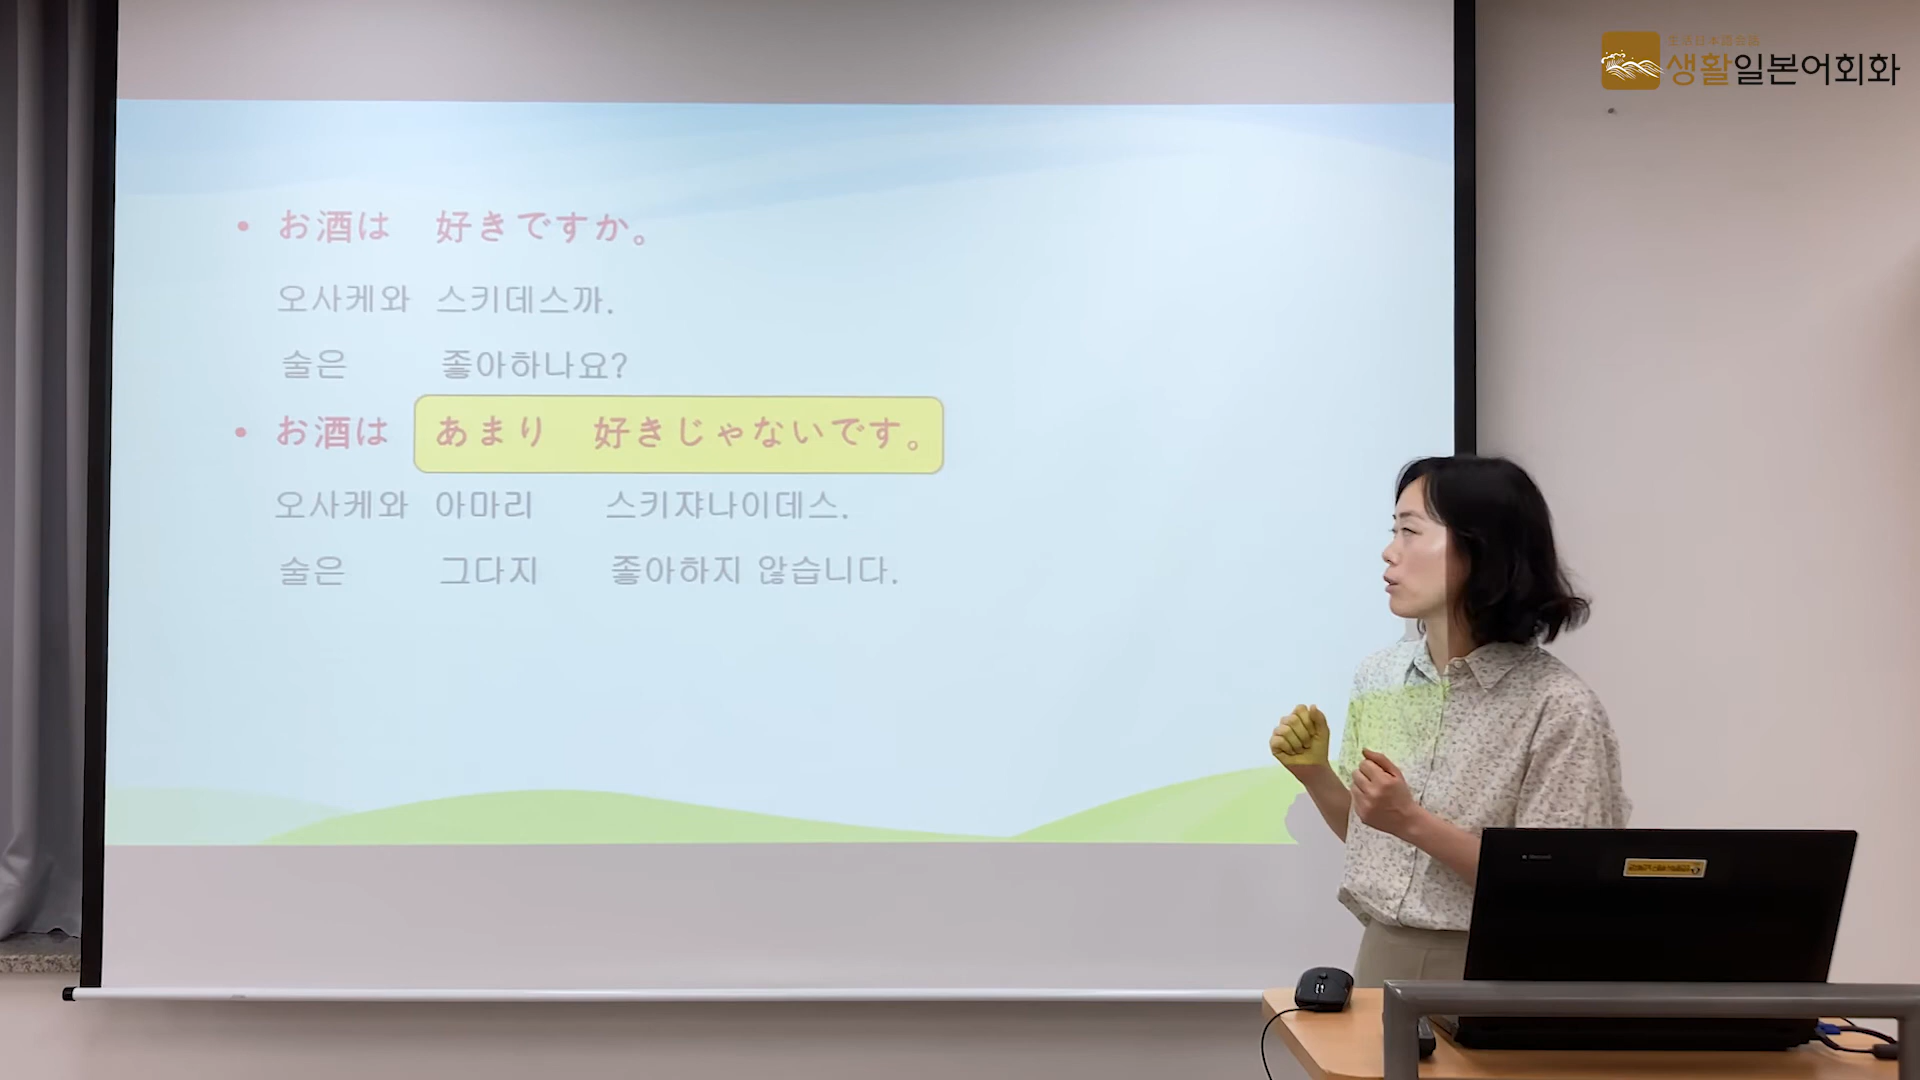 生活日本語会話
생활일본어회화
• お酒は 好きですか。
오사케와 스키데스까.
술은 좋아하나요?
• お酒は あまり 好きじゃないです。
오사케와 아마리 스키쟈나이데스.
술은 그다지 좋아하지 않습니다.